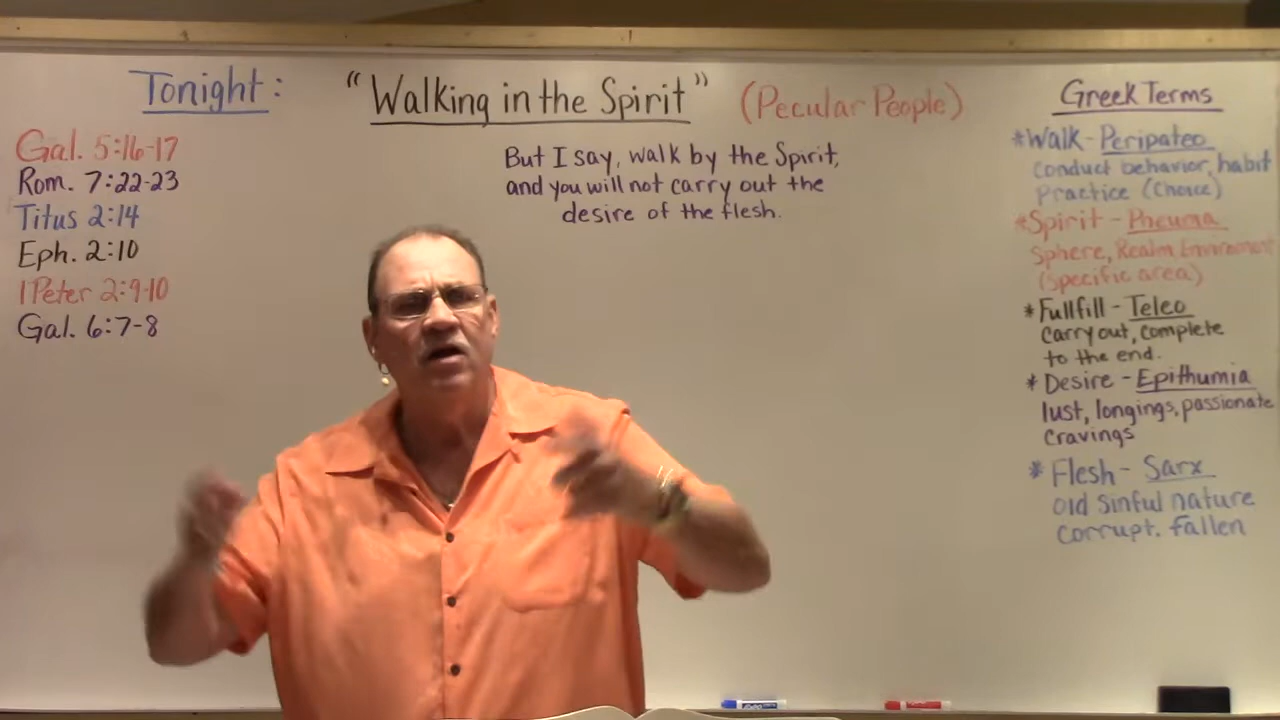 Tonight: "Walking in the Spirit" (Pecular People)
Gal. 5:16-17
Rom. 7:22-23
Titus 2:14
Eph. 2:10
1 Peter 2:9-10
Gal. 6:7-8
But I say, walk by the Spirit,
and you will not carry out the
desire of the flesh.
Greek Terms
*Walk - Peripateo
conduct behavior, habit
Practice (Choice)
*Spirit - Pneuma
Sphere, Realm Environment
(Specific area)
*Fullfill - Teleo
carry out, complete
to the end.
*Desire - Epithumia
lust, longings, passionate
cravings
*Flesh - Sarx
old Sinful nature
corrupt. fallen